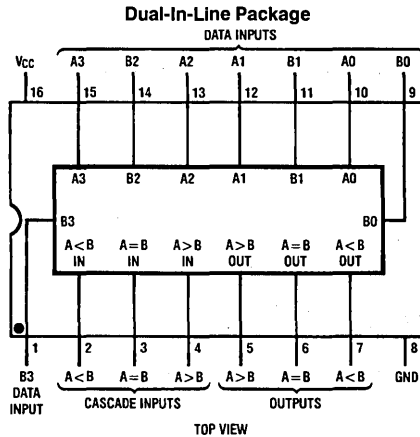 Dual-In-Line Package
DATA INPUTS
VCC A3 B2 A2 A1 B1 A0 B0
16 15 14 13 12 11 10 9
A3 B2 A2 A1 B1 A0
B3 B0
A<B A=B A>B A>B A=B A<B
IN IN IN OUT OUT OUT
1 2 3 4 5 6 7 8
B3 A<B A=B A>B A>B A=B A<B GND
DATA
INPUT CASCADE INPUTS OUTPUTS
TOP VIEW